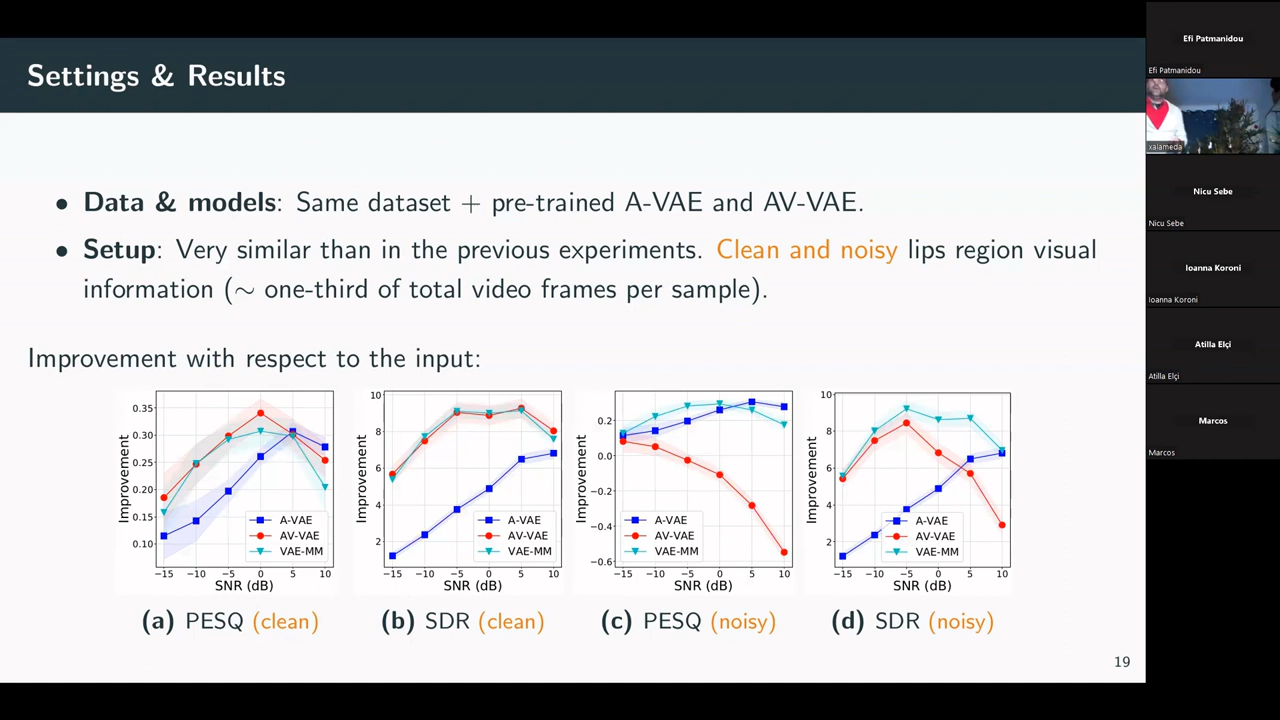 Settings & Results
• Data & models: Same dataset + pre-trained A-VAE and AV-VAE.
• Setup: Very similar than in the previous experiments. Clean and noisy lips region visual
information (∼ one-third of total video frames per sample).
Improvement with respect to the input:
Improvement
0.35
0.30
0.25
0.20
0.15
0.10
A-VAE
AV-VAE
VAE-MM
−15 −10 −5 0 5 10
SNR (dB)
(a) PESQ (clean)
Improvement
10
8
6
4
2
A-VAE
AV-VAE
VAE-MM
−15 −10 −5 0 5 10
SNR (dB)
(b) SDR (clean)
Improvement
0.2
0.0
−0.2
−0.4
−0.6
A-VAE
AV-VAE
VAE-MM
−15 −10 −5 0 5 10
SNR (dB)
(c) PESQ (noisy)
Improvement
10
8
6
4
2
A-VAE
AV-VAE
VAE-MM
−15 −10 −5 0 5 10
SNR (dB)
(d) SDR (noisy)
19
Efi Patmanidou
Efi Patmanidou
xalameda
Nicu Sebe
Nicu Sebe
Ioanna Koroni
Ioanna Koroni
Atilla Elçi
Atilla Elçi
Marcos
Marcos